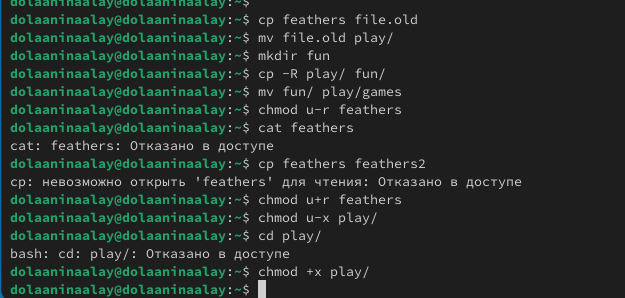 dolaaninaalay@dolaaninaalay:~$
dolaaninaalay@dolaaninaalay:~$ cp feathers file.old
dolaaninaalay@dolaaninaalay:~$ mv file.old play/
dolaaninaalay@dolaaninaalay:~$ mkdir fun
dolaaninaalay@dolaaninaalay:~$ cp -R play/ fun/
dolaaninaalay@dolaaninaalay:~$ mv fun/ play/games
dolaaninaalay@dolaaninaalay:~$ chmod u-r feathers
dolaaninaalay@dolaaninaalay:~$ cat feathers
cat: feathers: Отказано в доступе
dolaaninaalay@dolaaninaalay:~$ cp feathers feathers2
cp: невозможно открыть 'feathers' для чтения: Отказано в доступе
dolaaninaalay@dolaaninaalay:~$ chmod u+r feathers
dolaaninaalay@dolaaninaalay:~$ chmod u-x play/
dolaaninaalay@dolaaninaalay:~$ cd play/
bash: cd: play/: Отказано в доступе
dolaaninaalay@dolaaninaalay:~$ chmod +x play/
dolaaninaalay@dolaaninaalay:~$